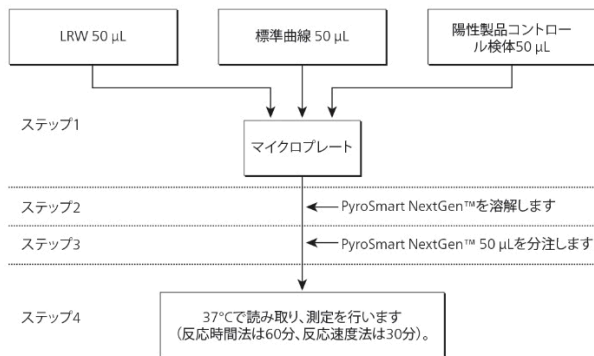 LRW 50 µL
標準曲線 50 µL
陽性製品コントロー
ル検体50 µL
ステップ1
マイクロプレート
ステップ2
PyroSmart NextGen™を溶解します
ステップ3
PyroSmart NextGen™ 50 µLを分注します
ステップ4
37°Cで読み取り、測定を行います
（反応時間法は60分、反応速度法は30分）。